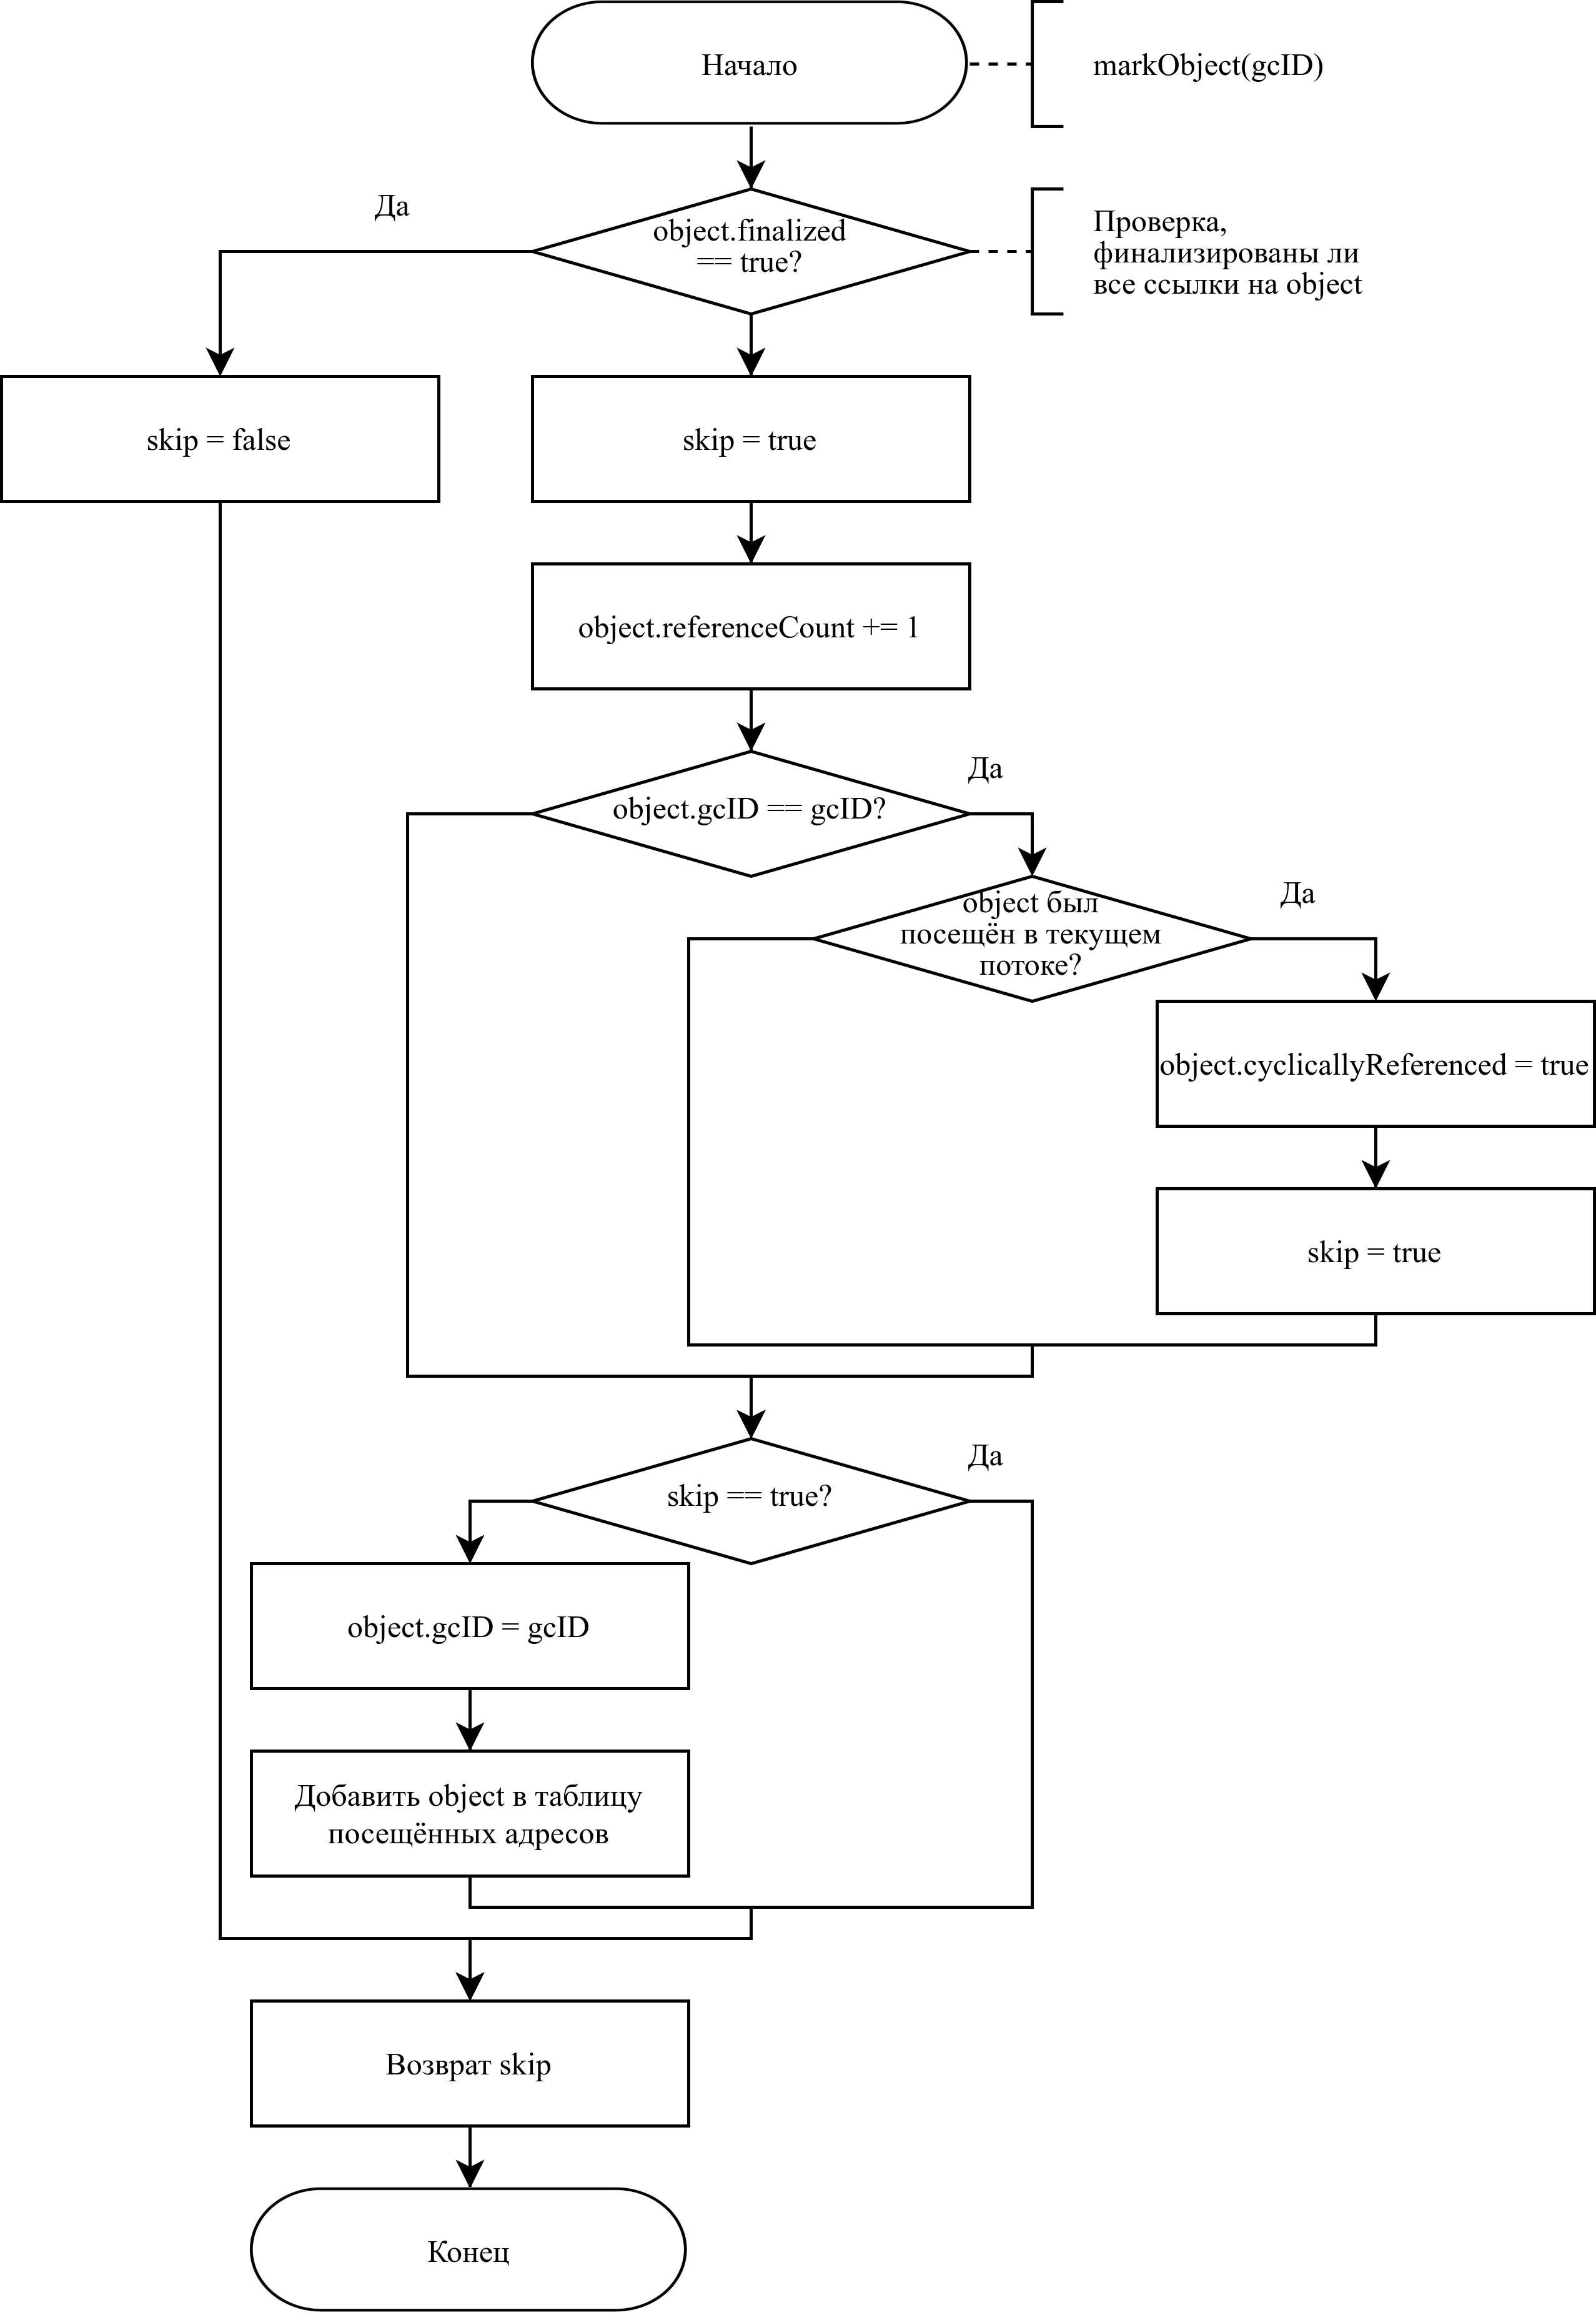 Начало
markObject(gcID)
Да
object.finalized
== true?
Проверка,
финализированы ли
все ссылки на object
skip = false
skip = true
object.referenceCount += 1
object.gcID == gcID?
Да
object был
посещён в текущем
потоке?
Да
object.cyclicallyReferenced = true
skip = true
skip == true?
Да
object.gcID = gcID
Добавить object в таблицу
посещённых адресов
Возврат skip
Конец